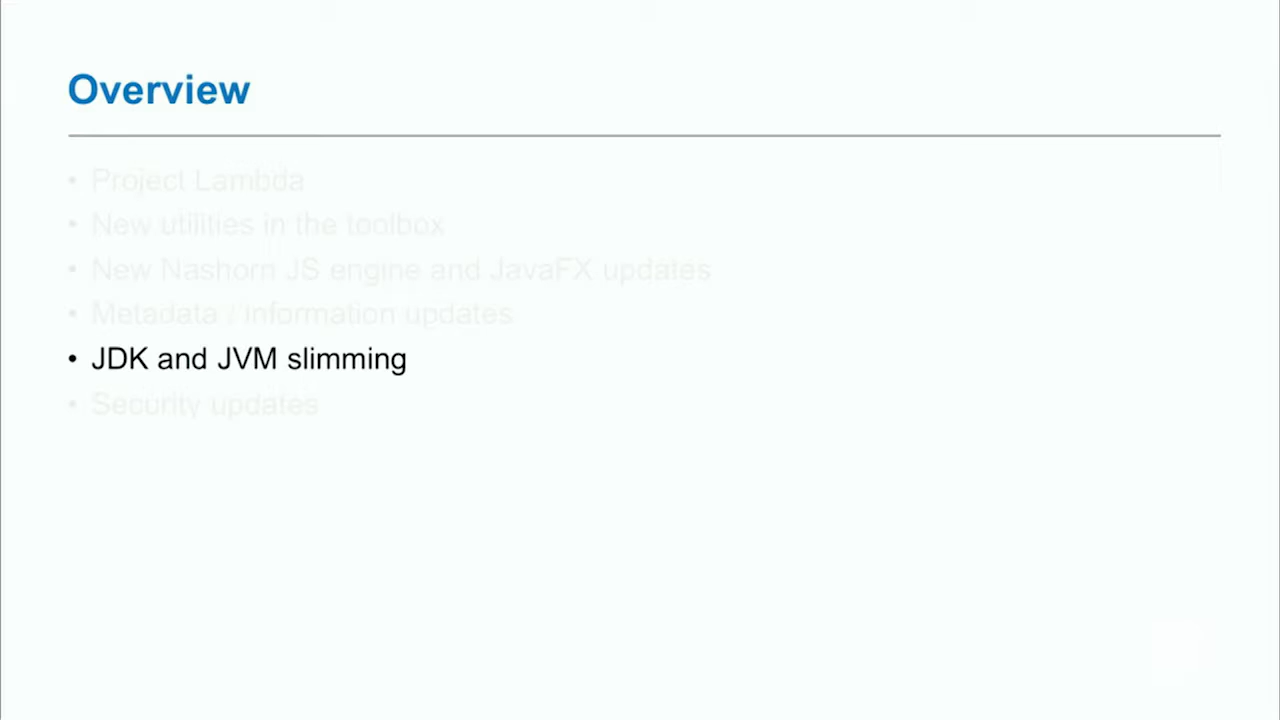 Overview
• Project Lambda
• New utilities in the toolbox
• New Nashorn JS engine and JavaFX updates
• Metadata / information updates
• JDK and JVM slimming
• Security updates